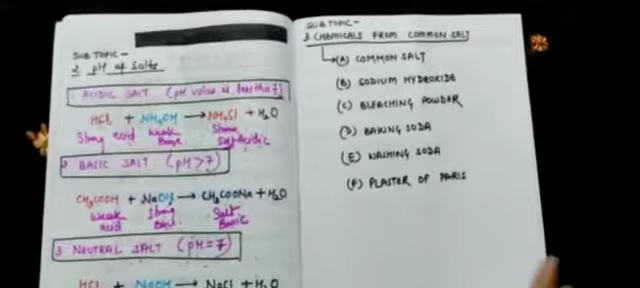 SUB TOPIC -
2. pH of Salts
1. ACIDIC SALT (pH value is less than 7)
HCl + NH4OH → NH4Cl + H2O
Strong acid Weak Base Strong Salt Acidic
2. BASIC SALT (pH>7)
CH3COOH + NaOH → CH3COONa + H2O
Weak acid Strong Base Salt Basic
3 NEUTRAL SALT (pH=7)
HCl + NaOH → NaCl + H2O
SUB TOPIC -
3 CHEMICALS FROM COMMON SALT
(A) COMMON SALT
(B) SODIUM HYDROXIDE
(C) BLEACHING POWDER
(D) BAKING SODA
(E) WASHING SODA
(F) PLASTER OF PARIS